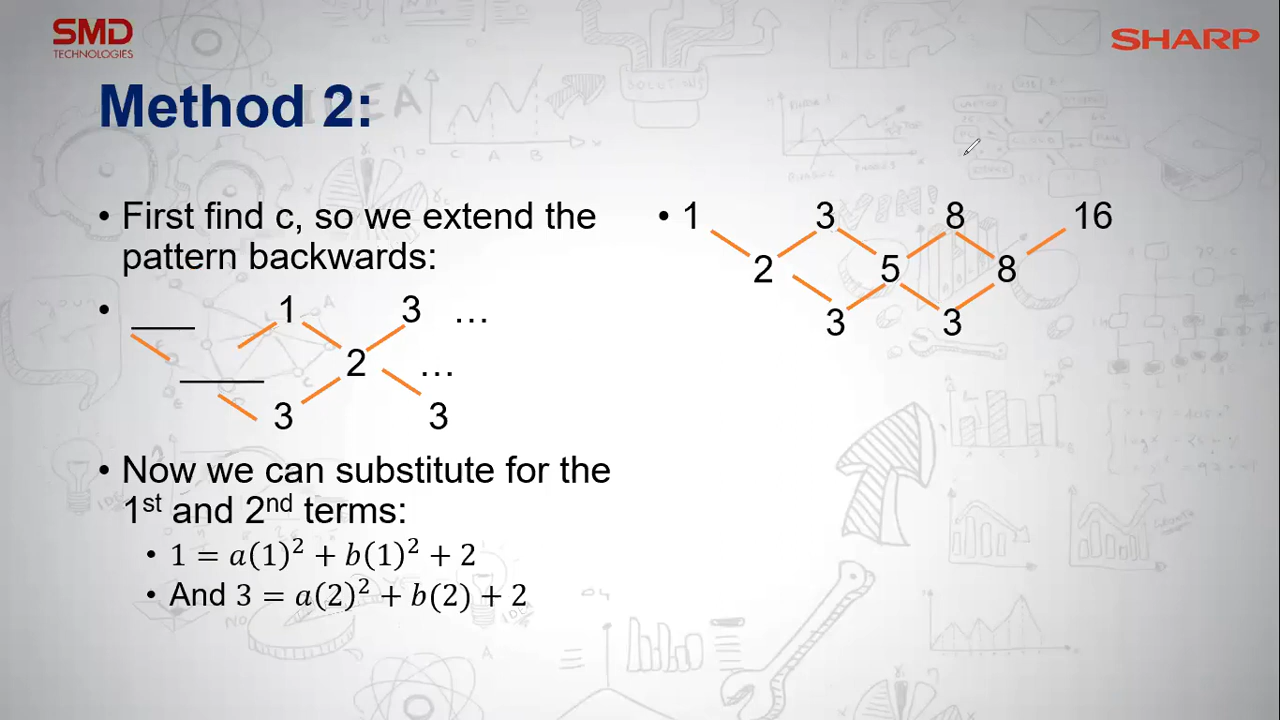 SMD
TECHNOLOGIES
SHARP
Method 2:
• First find c, so we extend the
pattern backwards:
• ____ 1 3 …
_____ 2 …
3 3
• Now we can substitute for the
1st and 2nd terms:
• 1 = 𝑎(1)² + 𝑏(1)² + 2
• And 3 = 𝑎(2)² + 𝑏(2) + 2
• 1 3 8 16
2 5 8
3 3